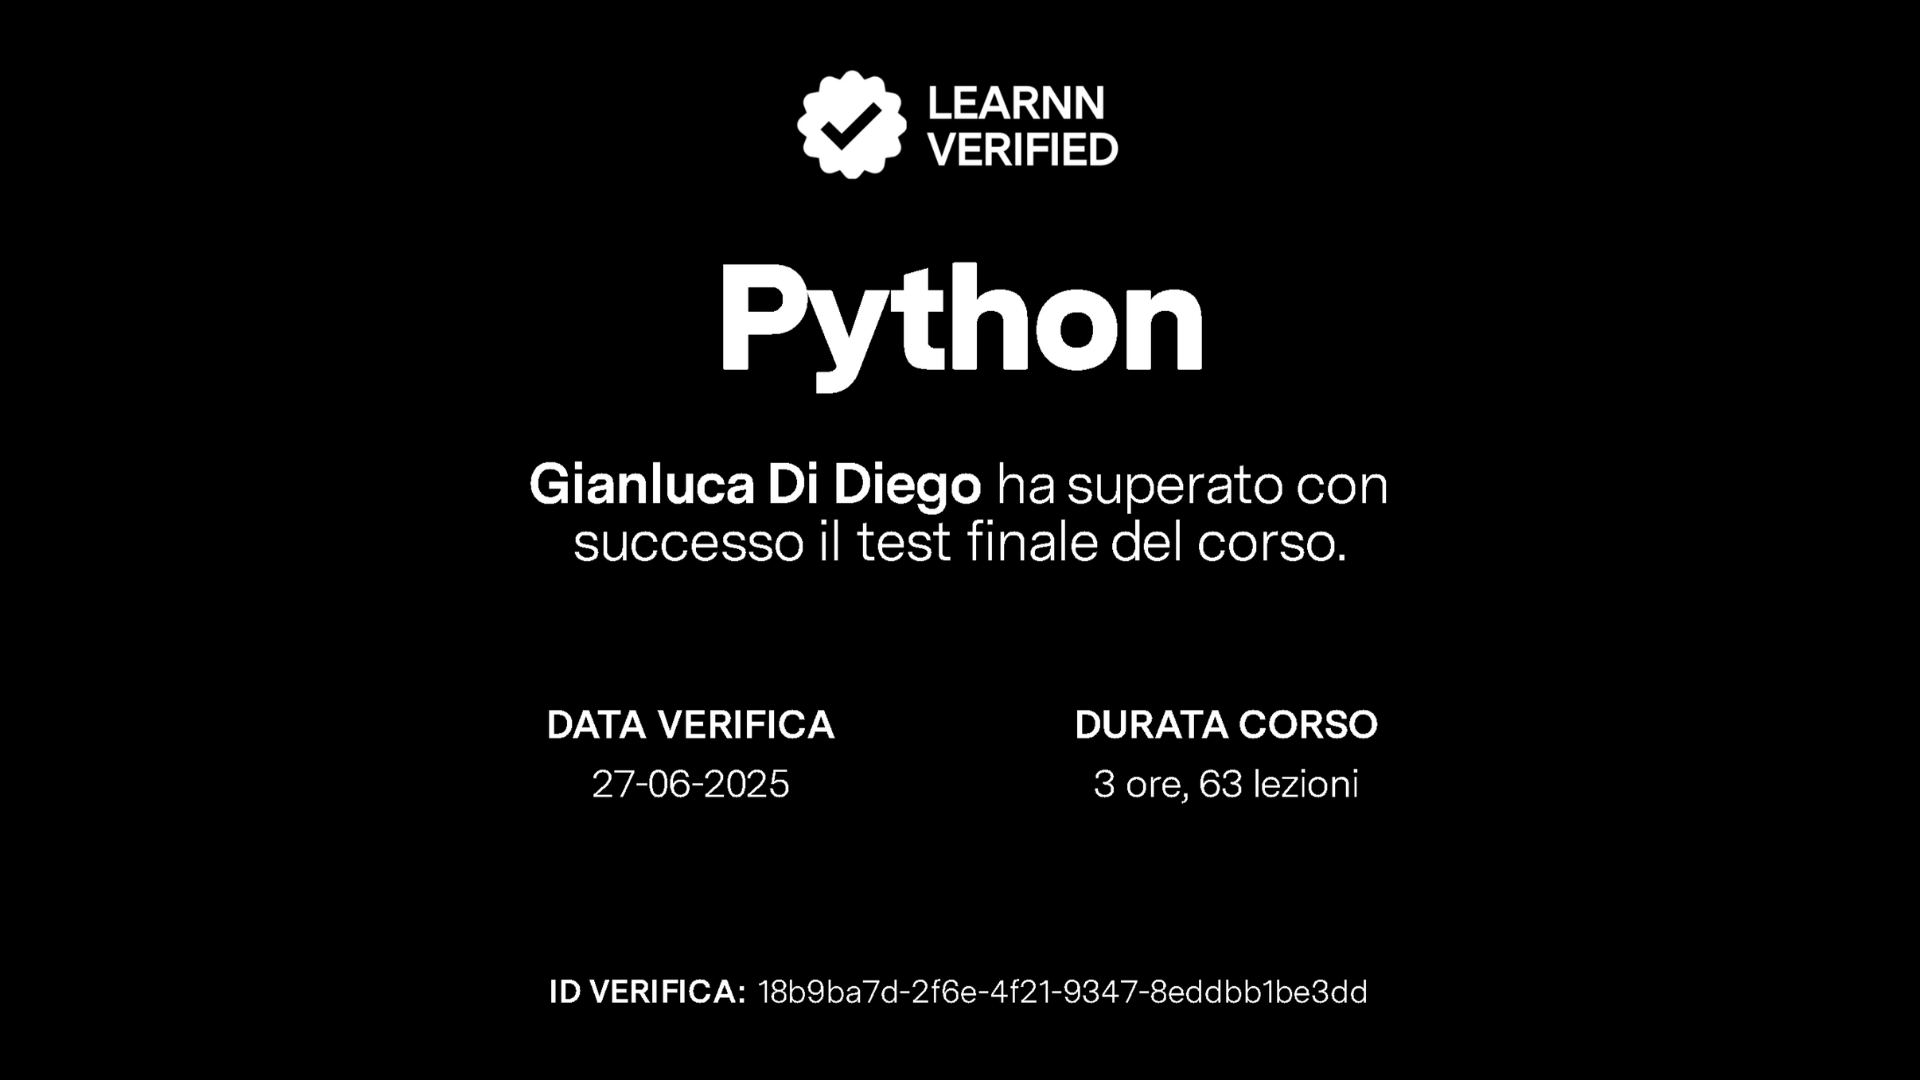 LEARNN
VERIFIED
Python
Gianluca Di Diego ha superato con
successo il test finale del corso.
DATA VERIFICA
27-06-2025
DURATA CORSO
3 ore, 63 lezioni
ID VERIFICA: 18b9ba7d-2f6e-4f21-9347-8eddbb1be3dd